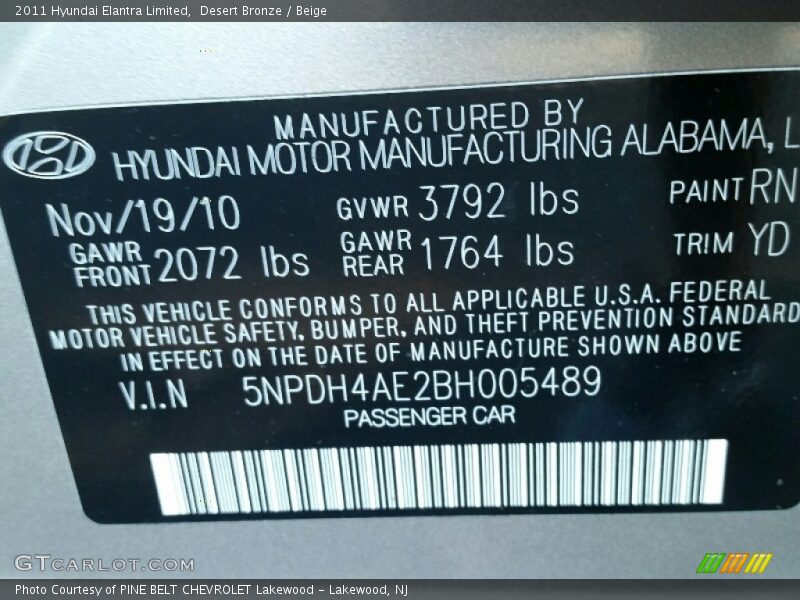 2011 Hyundai Elantra Limited, Desert Bronze / Beige
MANUFACTURED BY
HYUNDAI MOTOR MANUFACTURING ALABAMA, L
Nov/19/10 GVWR 3792 lbs PAINT RN
GAWR FRONT 2072 lbs GAWR REAR 1764 lbs TRIM YD
THIS VEHICLE CONFORMS TO ALL APPLICABLE U.S.A. FEDERAL
MOTOR VEHICLE SAFETY, BUMPER, AND THEFT PREVENTION STANDARD
IN EFFECT ON THE DATE OF MANUFACTURE SHOWN ABOVE
V.I.N 5NPDH4AE2BH005489
PASSENGER CAR
GTCARLOT.COM
Photo Courtesy of PINE BELT CHEVROLET Lakewood - Lakewood, NJ